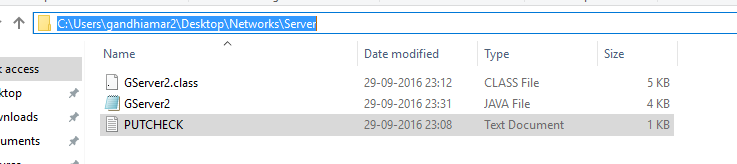 C:\Users\gandhiamar2\Desktop\Networks\Server
Name Date modified Type Size
k access
GServer2.class 29-09-2016 23:12 CLASS File 5 KB
ktop
GServer2 29-09-2016 23:31 JAVA File 4 KB
wnloads
PUTCHECK 29-09-2016 23:08 Text Document 1 KB
uments